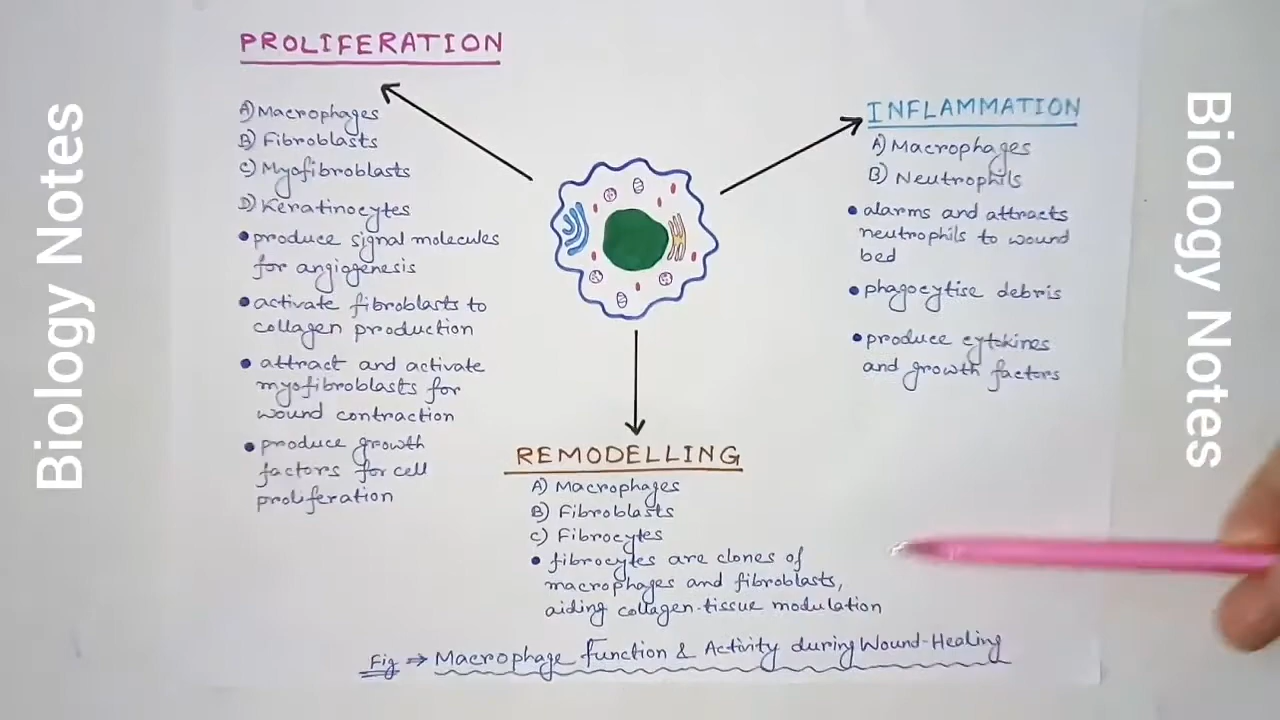 Biology Notes
PROLIFERATION
A) Macrophages
B) Fibroblasts
C) Myofibroblasts
D) Keratinocytes
• produce signal molecules
for angiogenesis
• activate fibroblasts to
collagen production
• attract and activate
myofibroblasts for
wound contraction
• produce growth
factors for cell
proliferation
INFLAMMATION
A) Macrophages
B) Neutrophils
• alarms and attracts
neutrophils to wound
bed
• phagocytise debris
• produce cytokines
and growth factors
REMODELLING
A) Macrophages
B) Fibroblasts
C) Fibrocytes
• fibrocytes are clones of
macrophages and fibroblasts,
aiding collagen-tissue modulation
Fig → Macrophage Function & Activity during Wound-Healing
Biology Notes